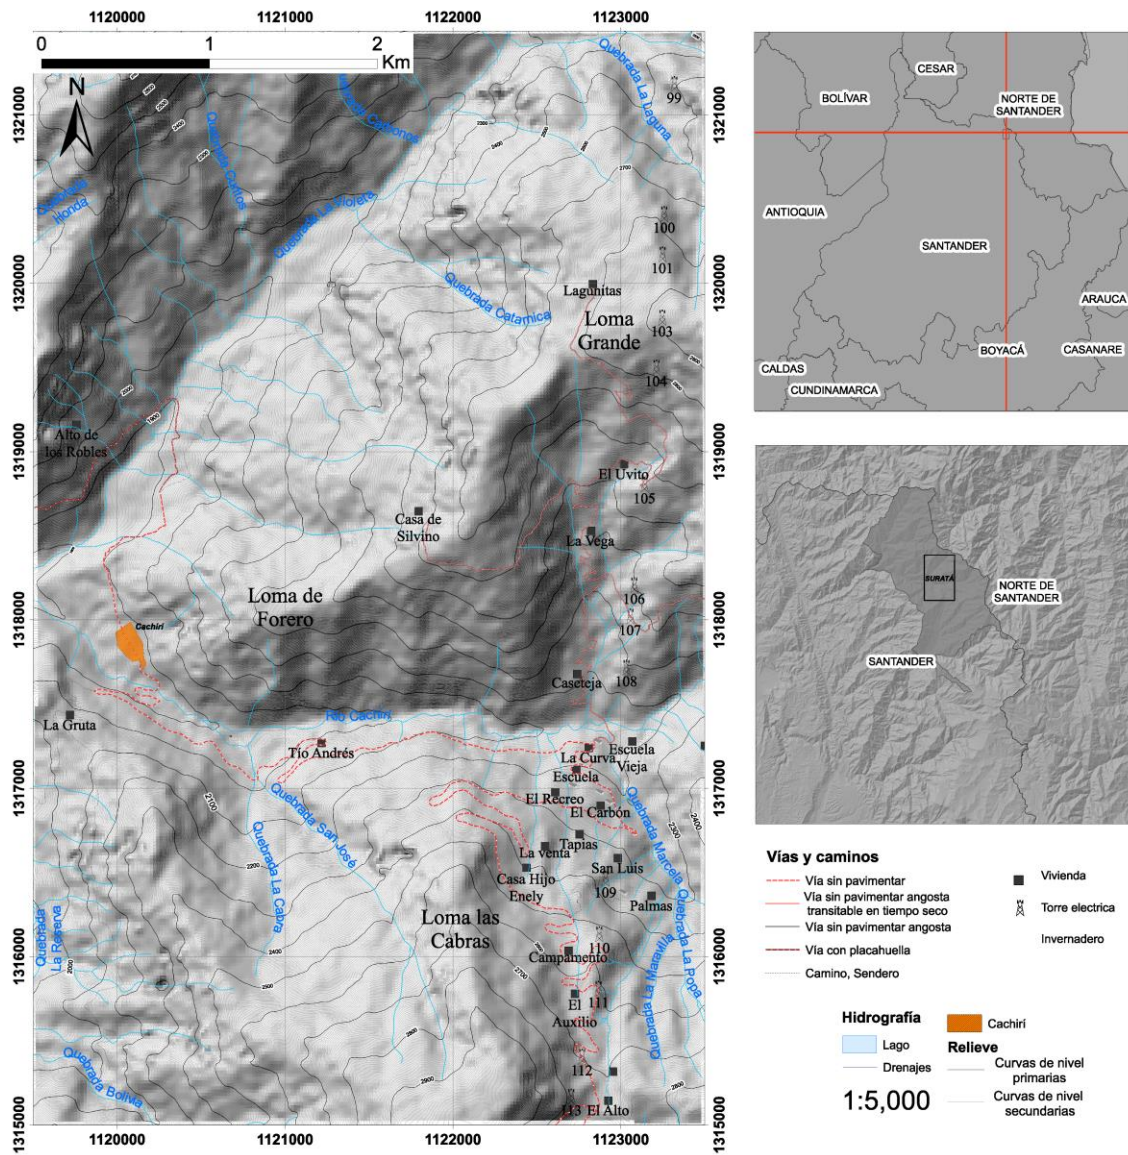 1120000
1121000
1122000
1123000
0
1
2
Km
N
1321000
1320000
1319000
1318000
1317000
1316000
1315000
Quebrada La Laguna
99
Quebrada
Honda
Quebrada La Violeta
100
101
Lagunitas
Quebrada Catarnica
Loma
Grande
103
104
Alto de
los Robles
El Uvito
105
Casa de
Silvino
La Vega
Loma de
Forero
106
107
Cachirí
Caseteja
108
La Gruta
Río Cachirí
Tío Andrés
La Curva
Escuela
Vieja
Escuela
El Recreo
El Carbón
Quebrada San José
Quebrada La Cabra
Quebrada Marcela
Quebrada La Popa
Tapias
La venta
San Luis
Casa Hijo
Enely
109
Palmas
Loma las
Cabras
110
Campamento
Quebrada
La Reserva
Quebrada La Maravilla
111
El
Auxilio
112
Quebrada Bolivia
113
El Alto
1321000
1320000
1319000
1318000
1317000
1316000
1315000
1120000
1121000
1122000
1123000
CESAR
BOLÍVAR
NORTE DE
SANTANDER
ANTIOQUIA
SANTANDER
ARAUCA
BOYACÁ
CASANARE
CALDAS
CUNDINAMARCA
SURATÁ
NORTE DE
SANTANDER
SANTANDER
Vías y caminos
Vía sin pavimentar
Vía sin pavimentar angosta
transitable en tiempo seco
Vía sin pavimentar angosta
Vía con placahuella
Camino, Sendero
Vivienda
Torre electrica
Invernadero
Hidrografía
Lago
Drenajes
1:5,000
Cachirí
Relieve
Curvas de nivel
primarias
Curvas de nivel
secundarias